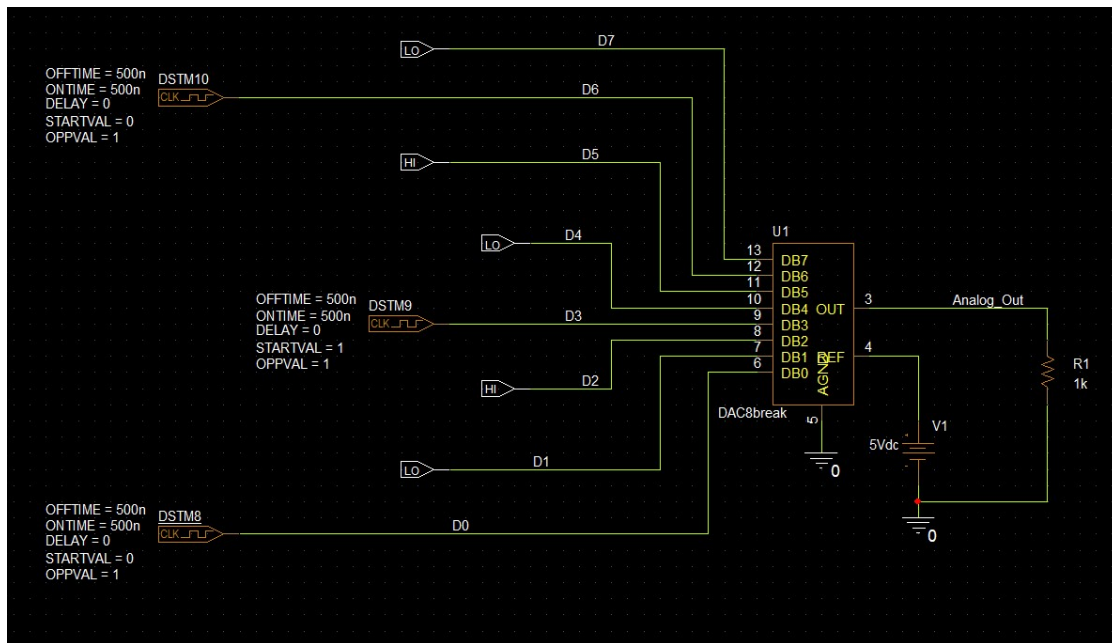 LO
D7
OFFTIME = 500n
ONTIME = 500n
DELAY = 0
STARTVAL = 0
OPPVAL = 1
DSTM10
CLK
D6
HI
D5
LO
D4
OFFTIME = 500n
ONTIME = 500n
DELAY = 0
STARTVAL = 1
OPPVAL = 1
DSTM9
CLK
D3
HI
D2
LO
D1
OFFTIME = 500n
ONTIME = 500n
DELAY = 0
STARTVAL = 0
OPPVAL = 1
DSTM8
CLK
D0
U1
13
12
11
10
9
8
7
6
DB7
DB6
DB5
DB4
DB3
DB2
DB1
DB0
OUT
REF
AGND
3
4
5
DAC8break
0
Analog_Out
R1
1k
V1
5Vdc
0